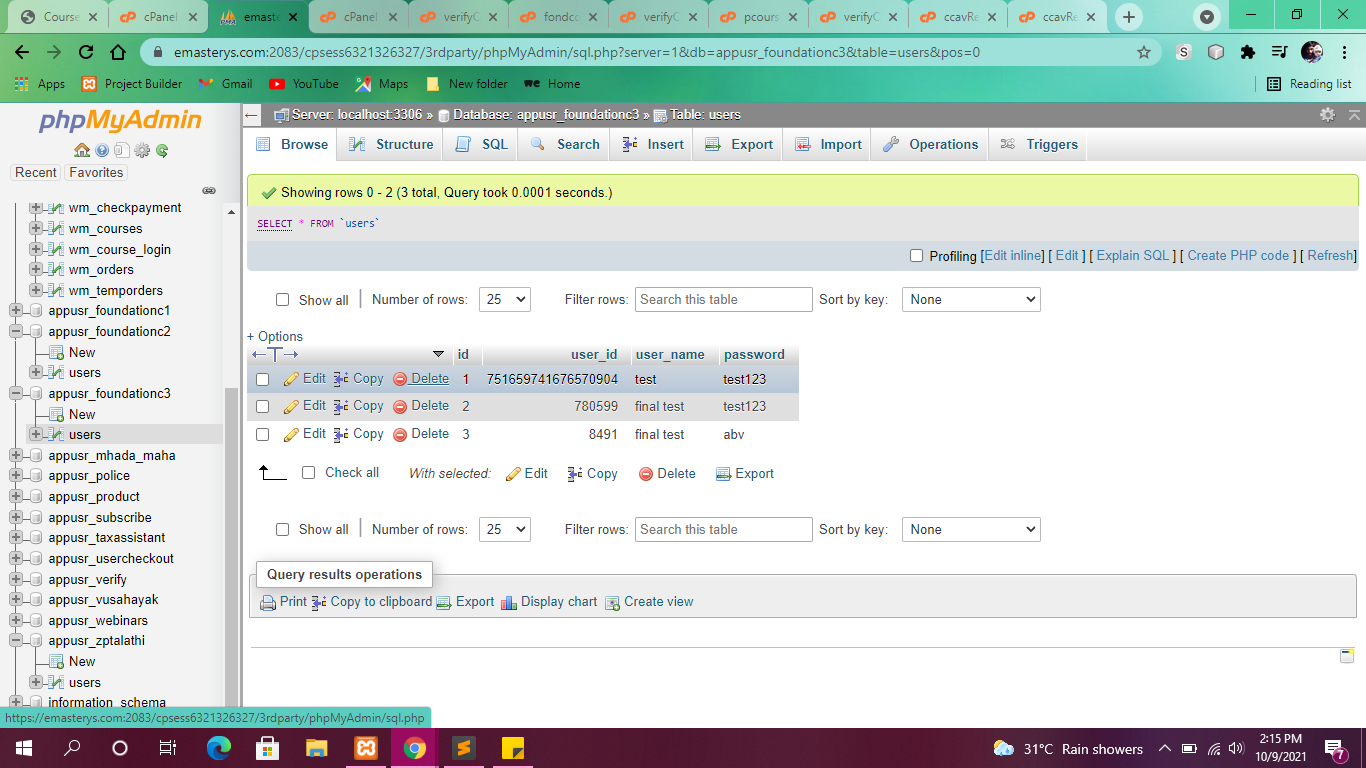 Course
cPanel
emasterys
cPanel
verifyC
fondco
verifyC
pcours
verifyC
ccavRe
ccavRe
emasterys.com:2083/cpsess6321326327/3rdparty/phpMyAdmin/sql.php?server=1&db=appusr_foundationc3&table=users&pos=0
Apps Project Builder Gmail YouTube Maps New folder we Home Reading list
phpMyAdmin
Recent Favorites
wm_checkpayment
wm_courses
wm_course_login
wm_orders
wm_temporders
appusr_foundationc1
appusr_foundationc2
New
users
appusr_foundationc3
New
users
appusr_mhada_maha
appusr_police
appusr_product
appusr_subscribe
appusr_taxassistant
appusr_usercheckout
appusr_verify
appusr_vusahayak
appusr_webinars
appusr_zptalathi
New
users
information_schema
Server: localhost:3306 » Database: appusr_foundationc3 » Table: users
Browse Structure SQL Search Insert Export Import Operations Triggers
Showing rows 0 - 2 (3 total, Query took 0.0001 seconds.)
SELECT * FROM `users`
Profiling [Edit inline] [ Edit ] [ Explain SQL ] [ Create PHP code ] [ Refresh]
Show all | Number of rows: 25 Filter rows: Search this table Sort by key: None
+ Options
←T→ id user_id user_name password
Edit Copy Delete 1 751659741676570904 test test123
Edit Copy Delete 2 780599 final test test123
Edit Copy Delete 3 8491 final test abv
Check all With selected: Edit Copy Delete Export
Show all | Number of rows: 25 Filter rows: Search this table Sort by key: None
Query results operations
Print Copy to clipboard Export Display chart Create view
https://emasterys.com:2083/cpsess6321326327/3rdparty/phpMyAdmin/sql.php
31°C Rain showers
2:15 PM
10/9/2021
7